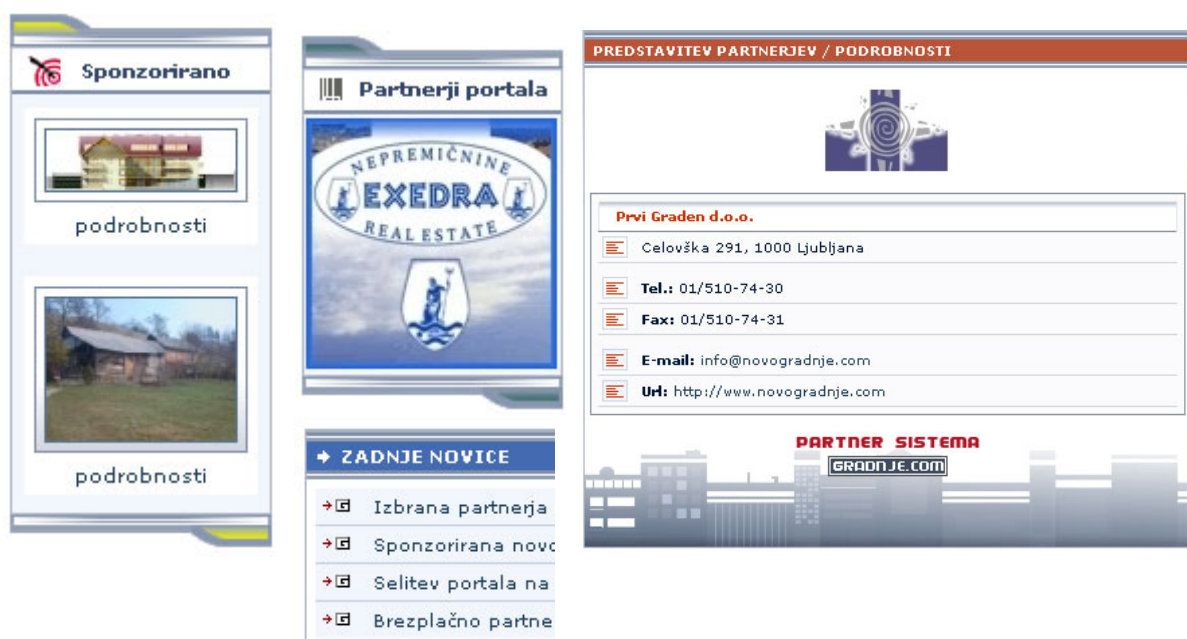 Sponzorirano
podrobnosti
podrobnosti
Partnerji portala
NEPREMIČNINE
EXEDRA
REAL ESTATE
ZADNJE NOVICE
G Izbrana partnerja
G Sponzorirana novo
G Selitev portala na
G Brezplačno partne
PREDSTAVITEV PARTNERJEV / PODROBNOSTI
Prvi Graden d.o.o.
Celovška 291, 1000 Ljubljana
Tel.: 01/510-74-30
Fax: 01/510-74-31
E-mail: info@novogradnje.com
Url: http://www.novogradnje.com
PARTNER SISTEMA
GRADNJE.COM